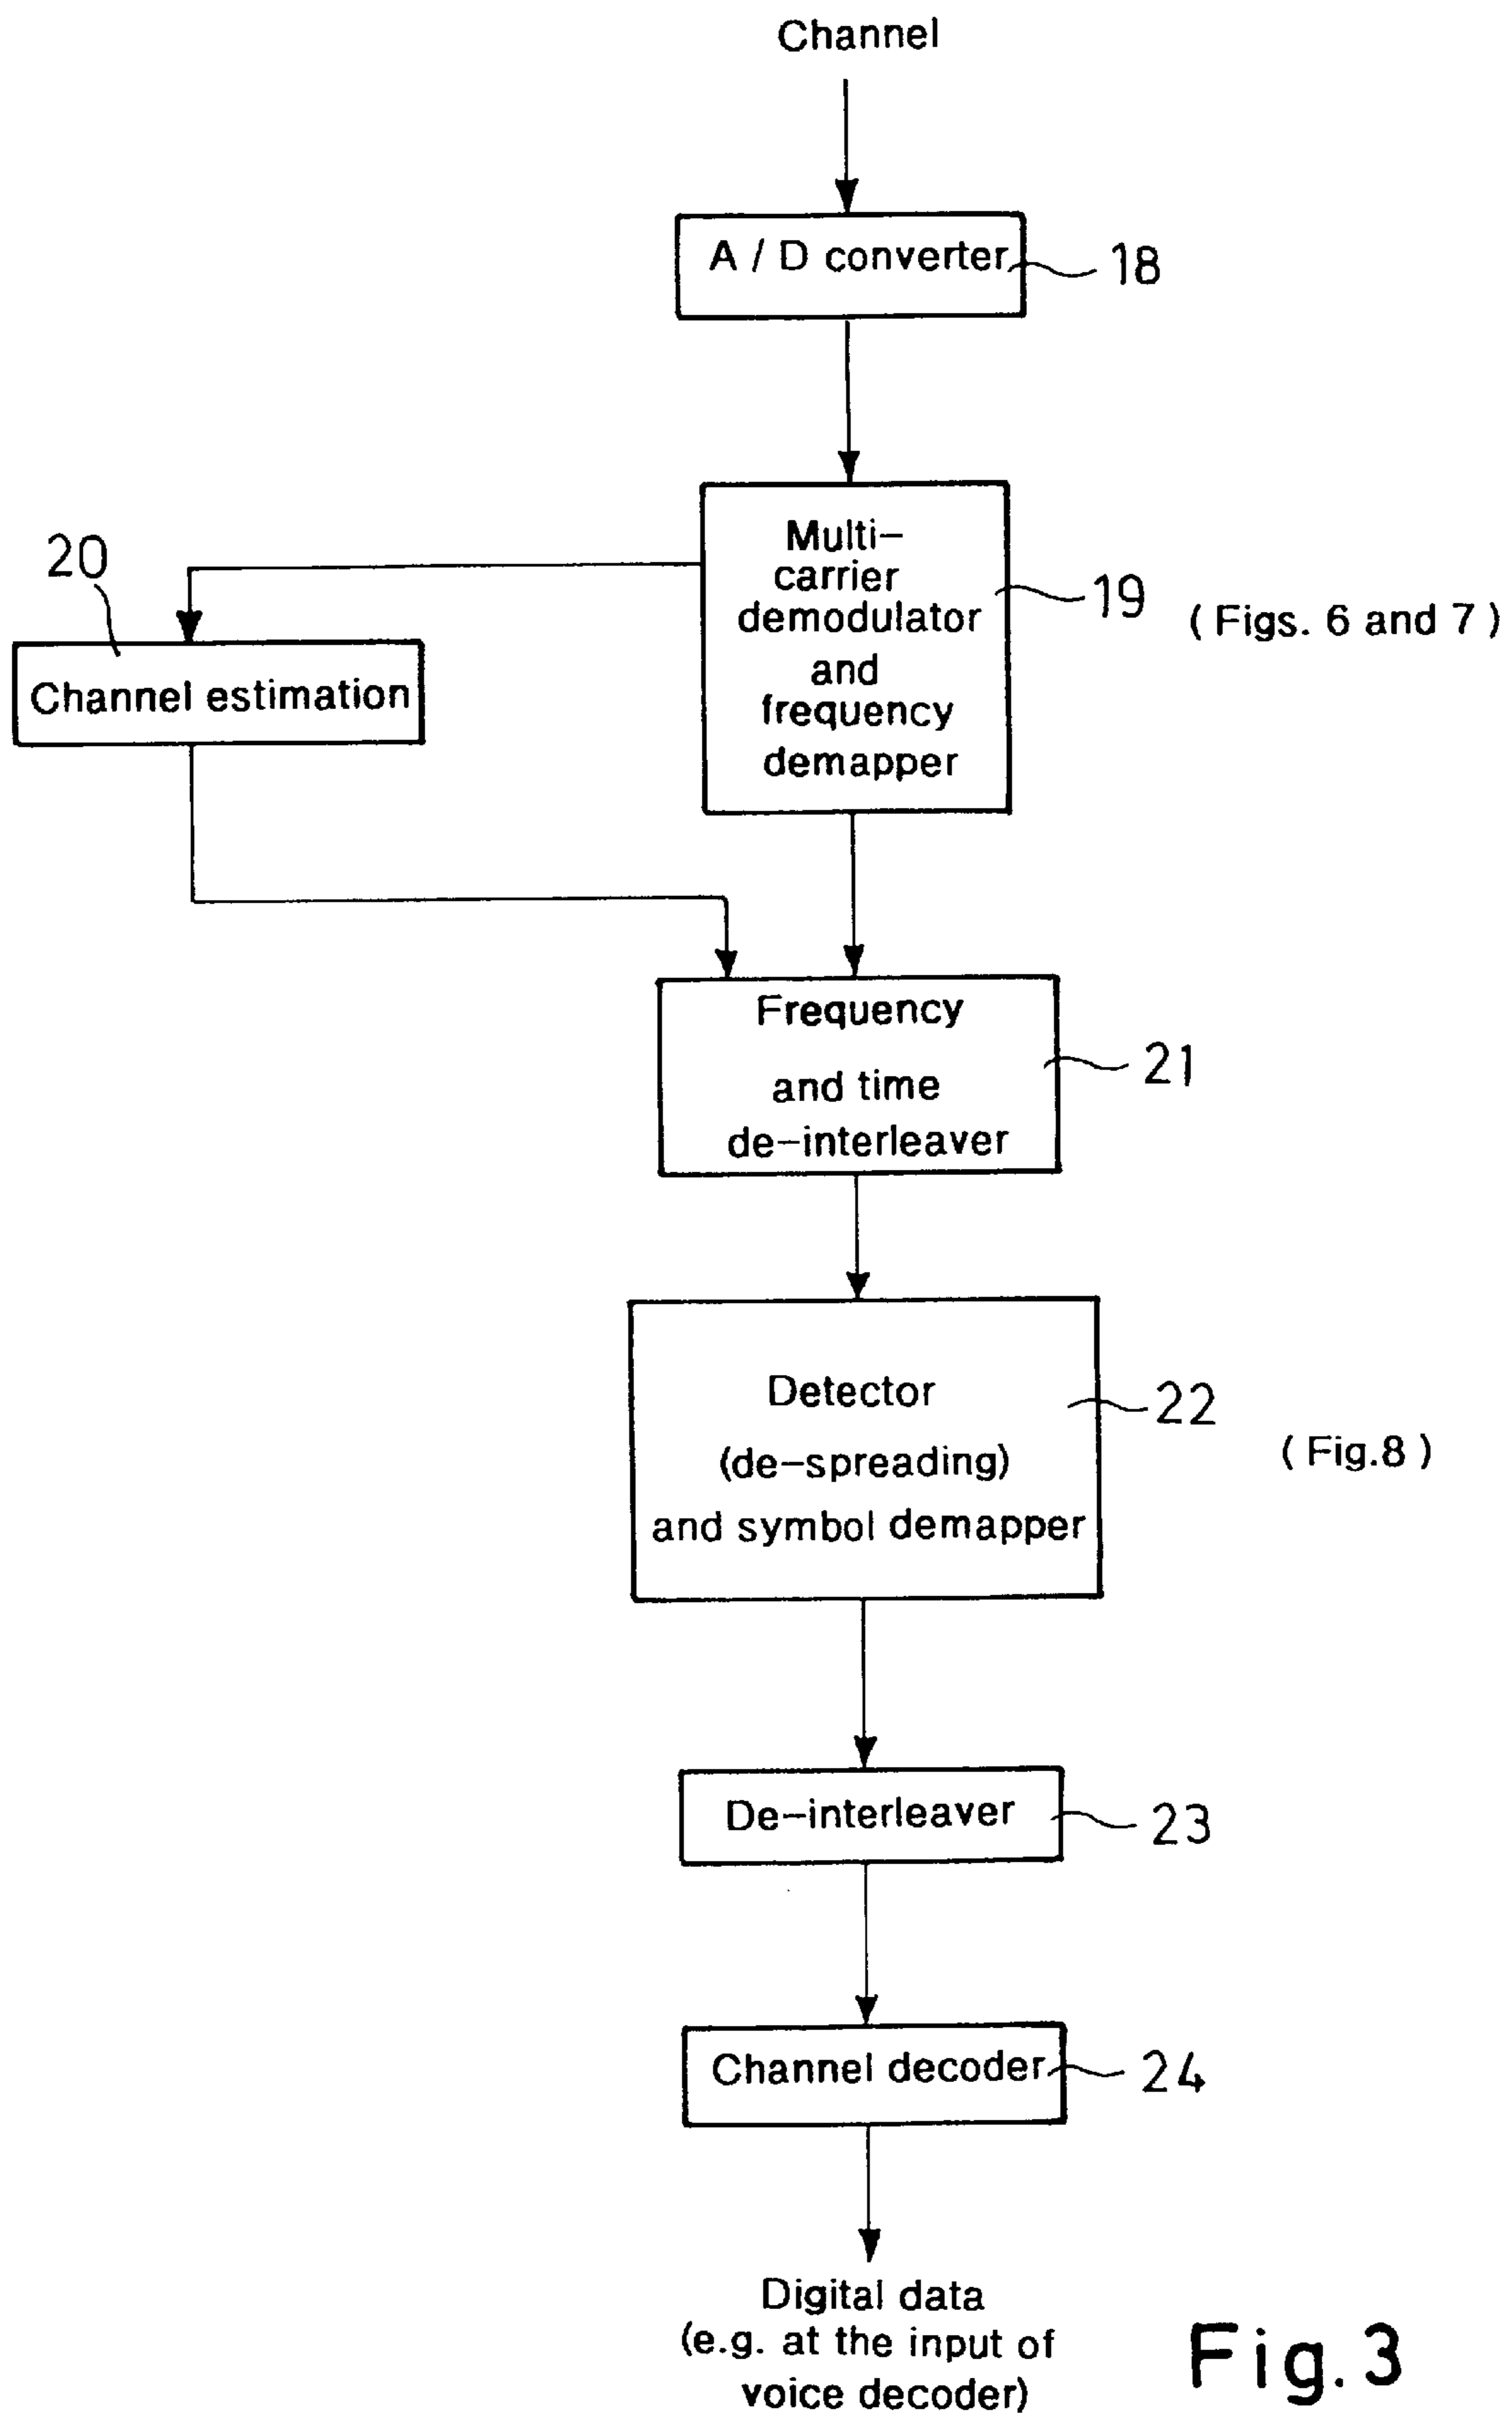 Channel
A / D converter
18
20
Multi-
carrier
demodulator
and
frequency
demapper
19
( Figs. 6 and 7 )
Channel estimation
Frequency
and time
de-interleaver
21
Detector
(de-spreading)
and symbol demapper
22
( Fig.8 )
De-interleaver
23
Channel decoder
24
Digital data
(e.g. at the input of
voice decoder)
Fig.3